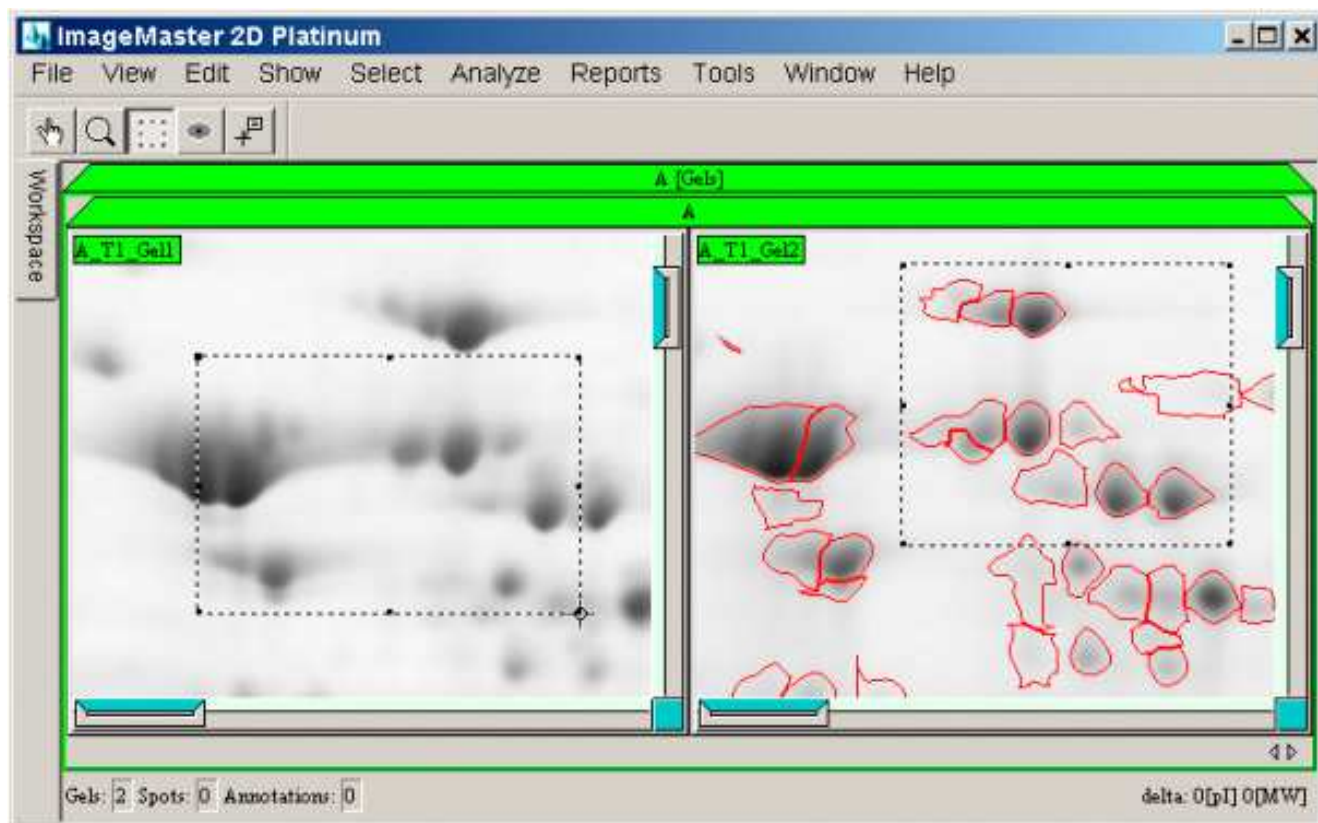 ImageMaster 2D Platinum
File View Edit Show Select Analyze Reports Tools Window Help
Workspace
A [Gels]
A
A_T1_Gel1
A_T1_Gel2
Gels: 2 Spots: 0 Annotations: 0
delta: 0[pI] 0[MW]